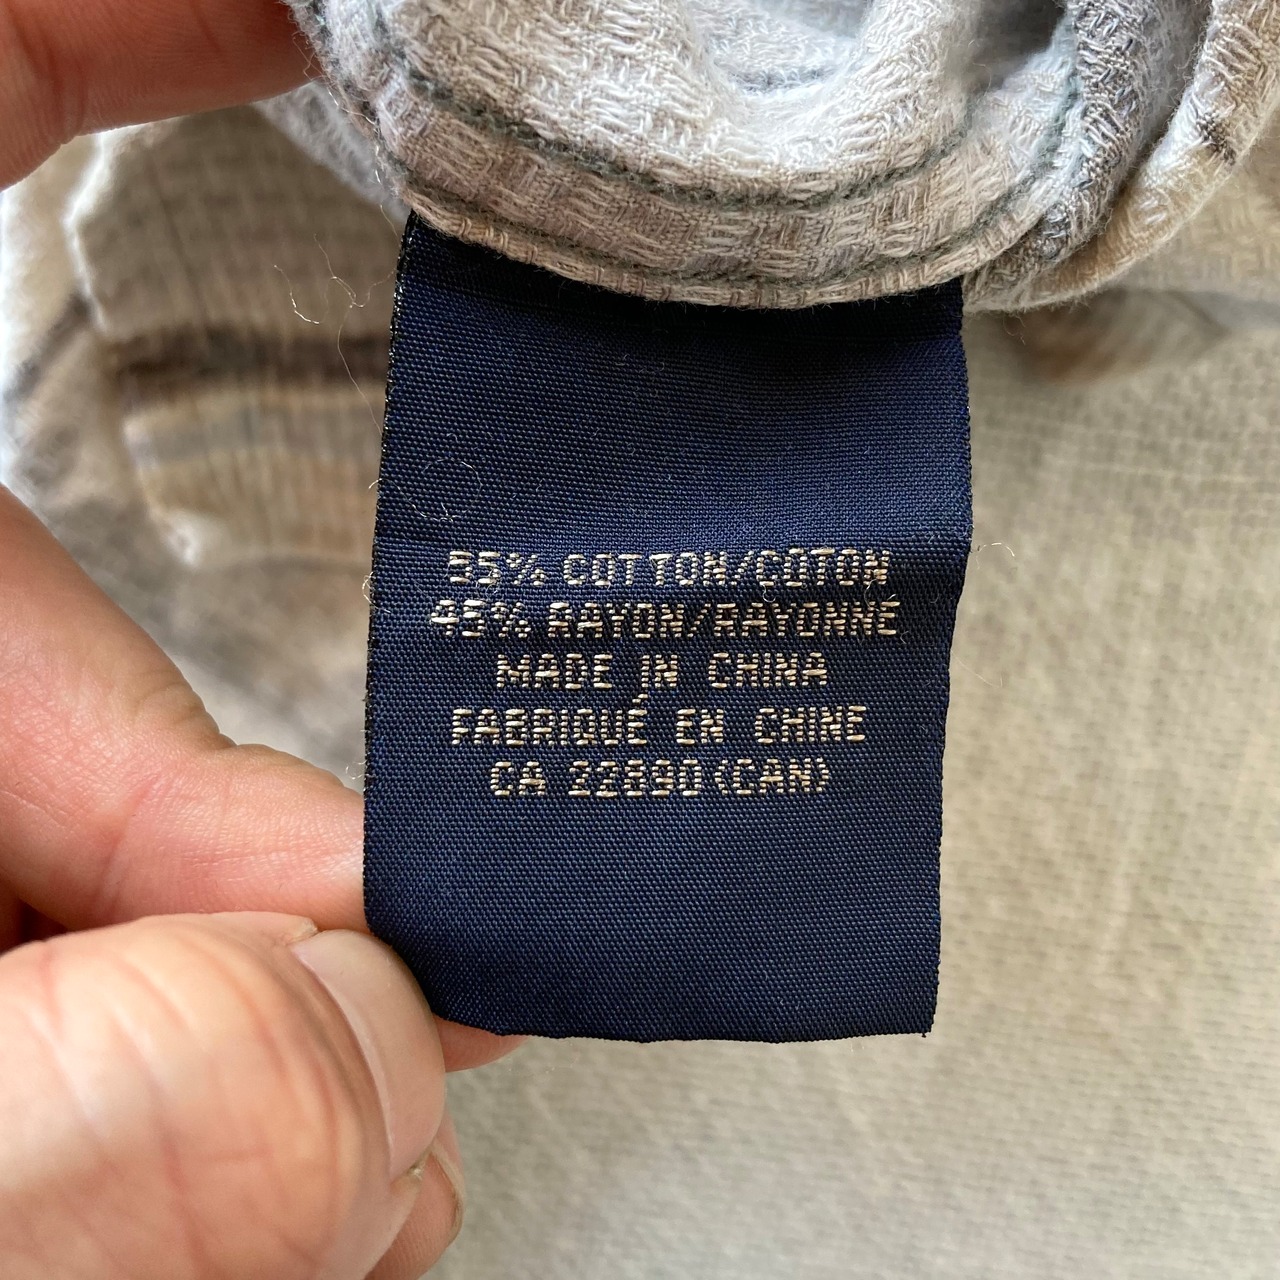 55% COTTON/COTON
45% RAYON/RAYONNE
MADE IN CHINA
FABRIQUÉ EN CHINE
CA 22890 (CAN)